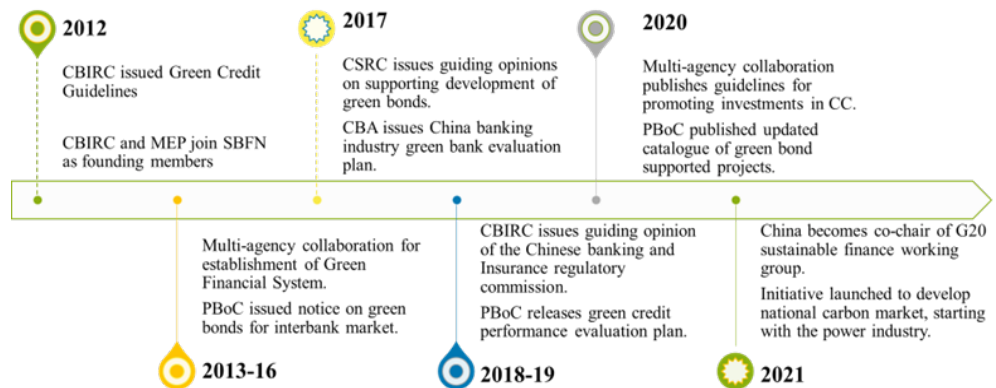 2012
CBIRC issued Green Credit
Guidelines
CBIRC and MEP join SBFN
as founding members
2017
CSRC issues guiding opinions
on supporting development of
green bonds.
CBA issues China banking
industry green bank evaluation
plan.
2020
Multi-agency collaboration
publishes guidelines for
promoting investments in CC.
PBoC published updated
catalogue of green bond
supported projects.
Multi-agency collaboration for
establishment of Green
Financial System.
PBoC issued notice on green
bonds for interbank market.
2013-16
CBIRC issues guiding opinion
of the Chinese banking and
Insurance regulatory
commission.
PBoC releases green credit
performance evaluation plan.
2018-19
China becomes co-chair of G20
sustainable finance working
group.
Initiative launched to develop
national carbon market, starting
with the power industry.
2021